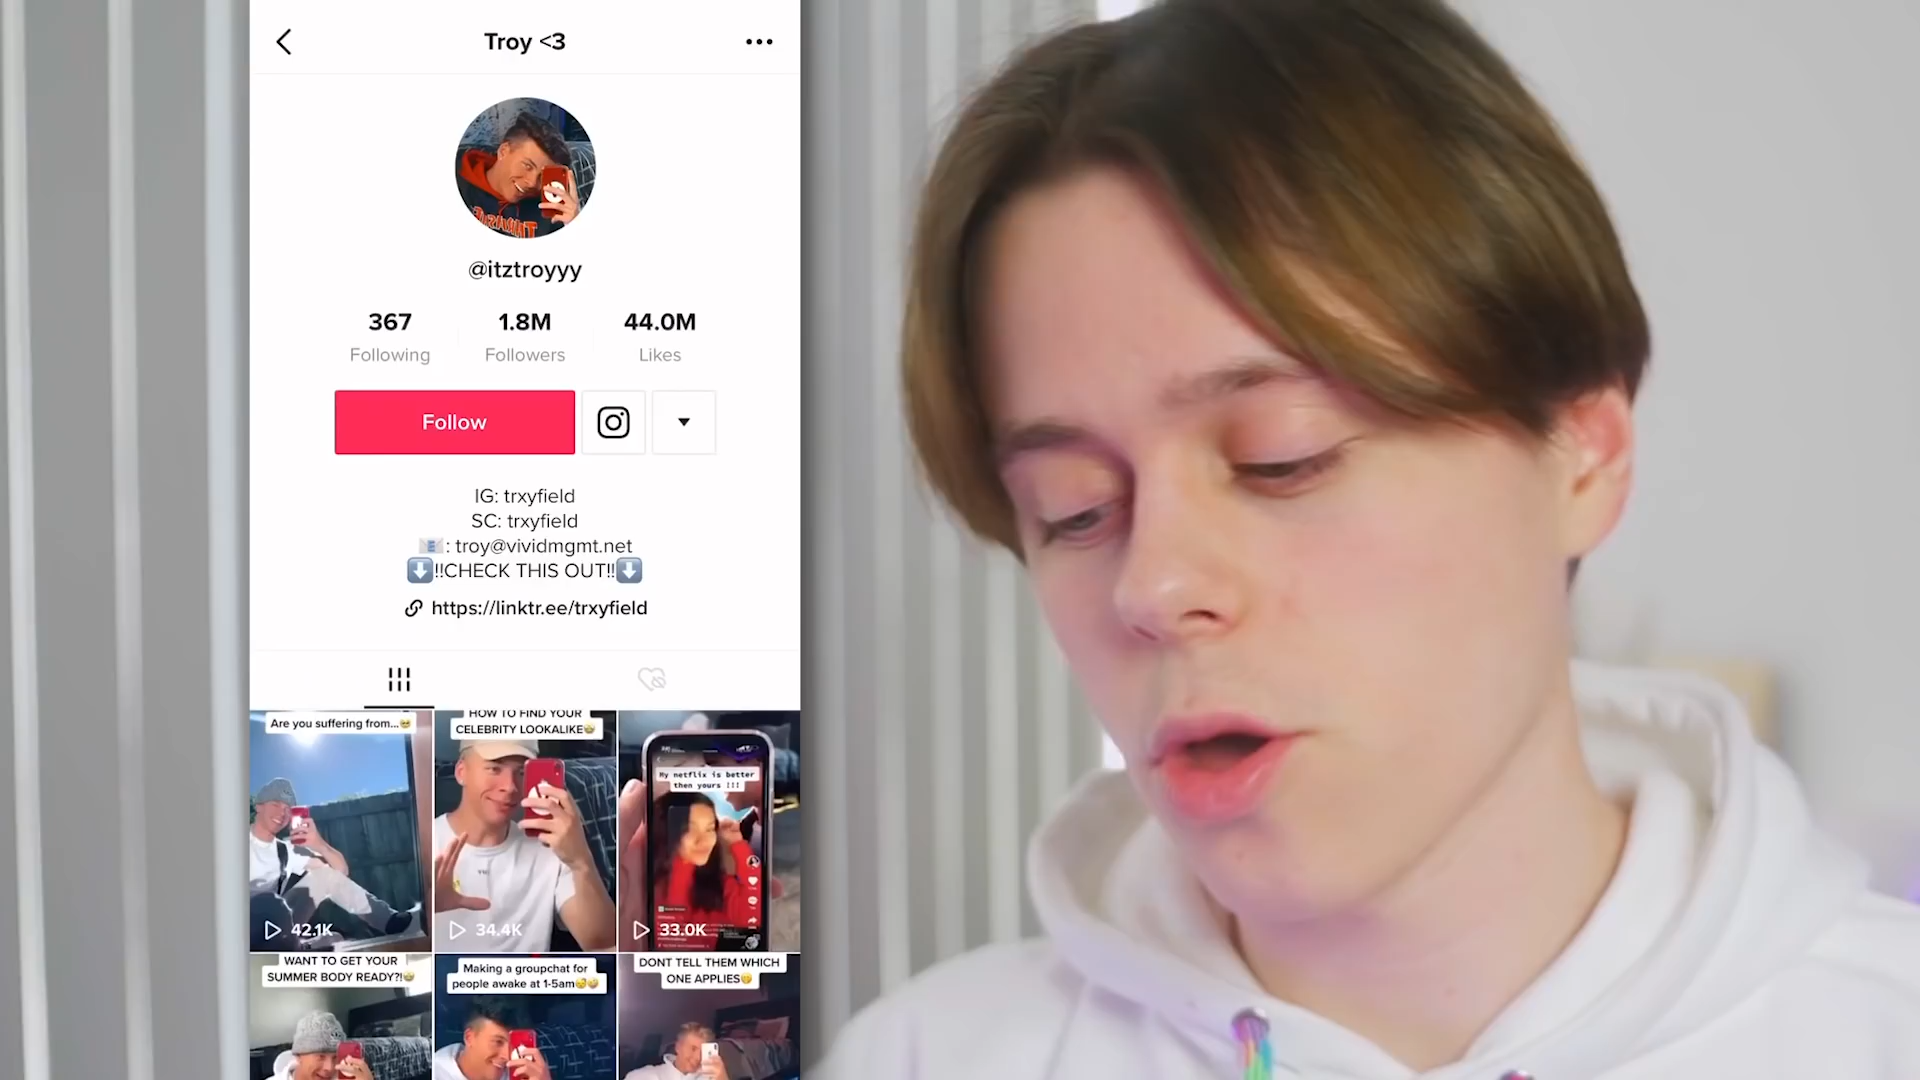 Troy <3
@itztroyyy
367
Following
1.8M
Followers
44.0M
Likes
Follow
IG: trxyfield
SC: trxyfield
📧: troy@vividmgmt.net
⬇️!!CHECK THIS OUT!!⬇️
https://linktr.ee/trxyfield
Are you suffering from...
42.1K
HOW TO FIND YOUR
CELEBRITY LOOKALIKE
34.4K
My netflix is better
then yours !!!
33.0K
WANT TO GET YOUR
SUMMER BODY READY?!
Making a groupchat for
people awake at 1-5am
DONT TELL THEM WHICH
ONE APPLIES